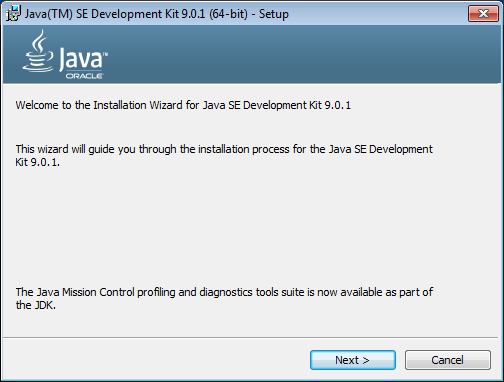 Java(TM) SE Development Kit 9.0.1 (64-bit) - Setup
Java™
ORACLE
Welcome to the Installation Wizard for Java SE Development Kit 9.0.1
This wizard will guide you through the installation process for the Java SE Development
Kit 9.0.1.
The Java Mission Control profiling and diagnostics tools suite is now available as part of
the JDK.
Next >
Cancel